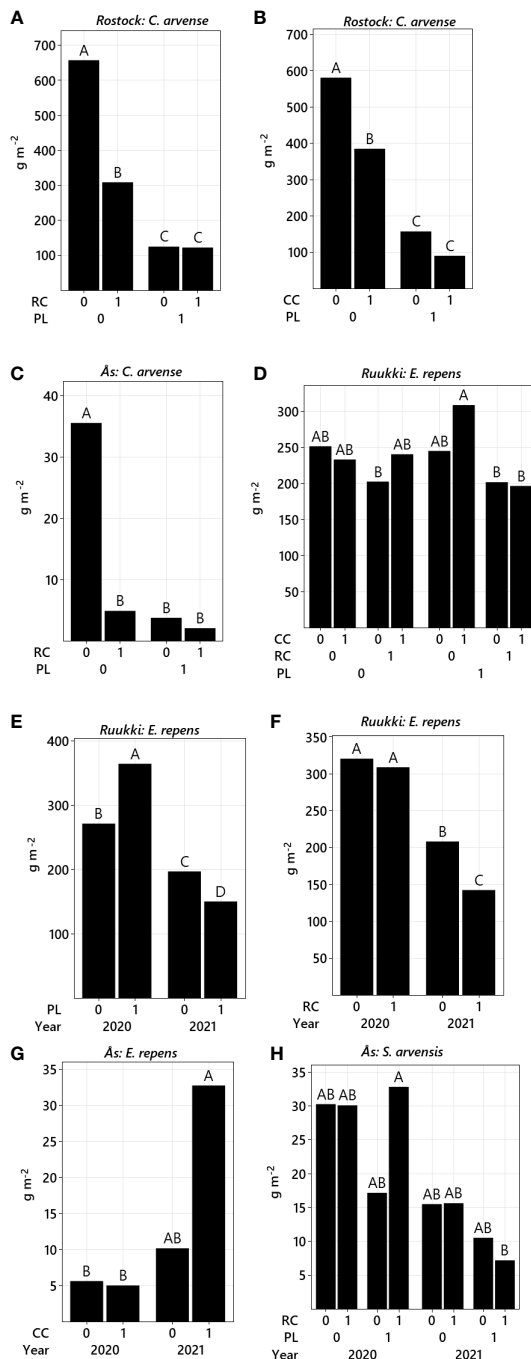 A
Rostock: C. arvense
g m⁻²
700
600
500
400
300
200
100
A
B
C
C
RC 0 1 0 1
PL 0 1
B
Rostock: C. arvense
g m⁻²
700
600
500
400
300
200
100
A
B
C
C
CC 0 1 0 1
PL 0 1
C
Ås: C. arvense
g m⁻²
40
30
20
10
A
B
B
B
RC 0 1 0 1
PL 0 1
D
Ruukki: E. repens
g m⁻²
300
250
200
150
100
50
AB AB B AB AB A B B
CC 0 1 0 1 0 1 0 1
RC 0 1 0 1
PL 0 1
E
Ruukki: E. repens
g m⁻²
400
300
200
100
B
A
C
D
PL 0 1 0 1
Year 2020 2021
F
Ruukki: E. repens
g m⁻²
350
300
250
200
150
100
50
A
A
B
C
RC 0 1 0 1
Year 2020 2021
G
Ås: E. repens
g m⁻²
35
30
25
20
15
10
5
B
B
AB
A
CC 0 1 0 1
Year 2020 2021
H
Ås: S. arvensis
g m⁻²
35
30
25
20
15
10
5
AB AB AB A AB AB AB B
RC 0 1 0 1 0 1 0 1
PL 0 1 0 1
Year 2020 2021